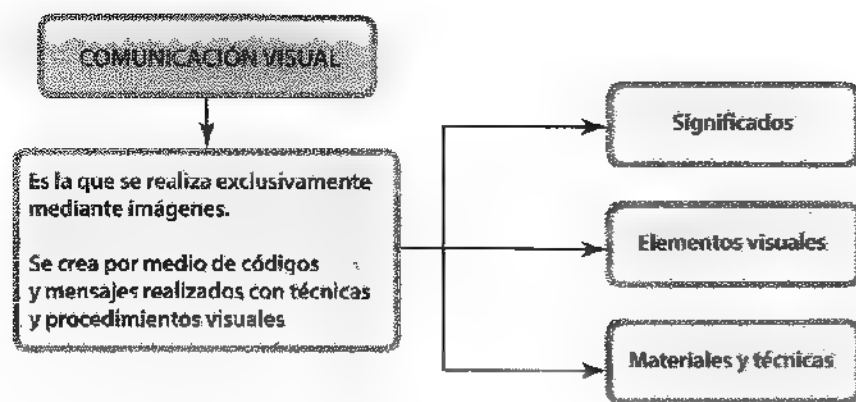 COMUNICACIÓN VISUAL
Es la que se realiza exclusivamente
mediante imágenes.
Se crea por medio de códigos
y mensajes realizados con técnicas
y procedimientos visuales
Significados
Elementos visuales
Materiales y técnicas